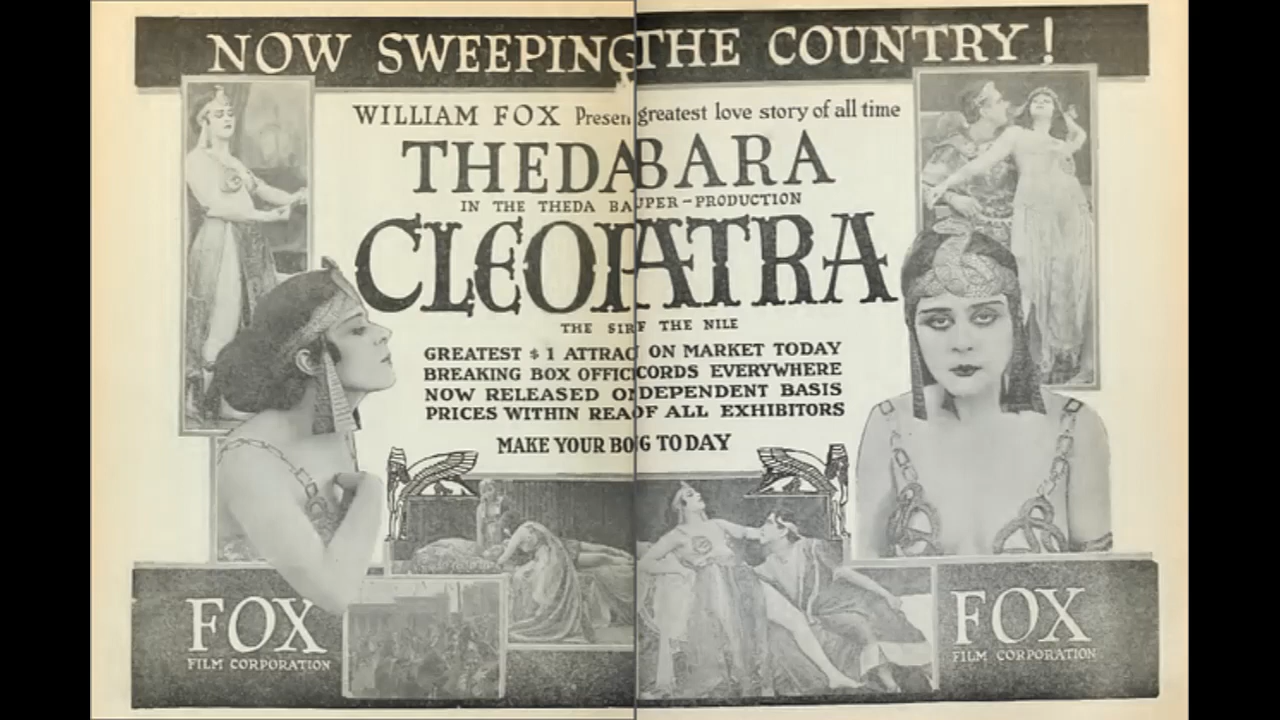 NOW SWEEPING THE COUNTRY!
WILLIAM FOX Presen greatest love story of all time
THEDA BARA
IN THE THEDA BA UPER-PRODUCTION
CLEOPATRA
THE SIR F THE NILE
GREATEST $1 ATTRAC ON MARKET TODAY
BREAKING BOX OFFIC CORDS EVERYWHERE
NOW RELEASED O DEPENDENT BASIS
PRICES WITHIN REA OF ALL EXHIBITORS
MAKE YOUR BO G TODAY
FOX
FILM CORPORATION
FOX
FILM CORPORATION